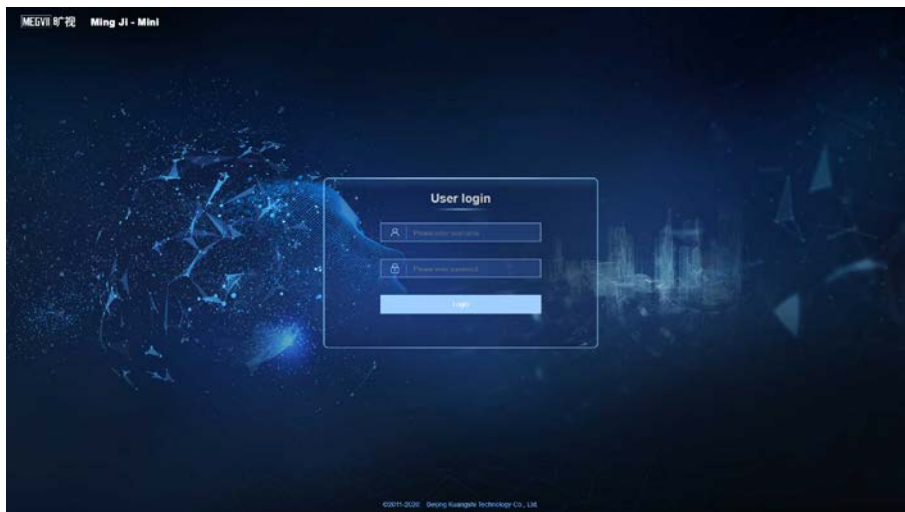 MEGVII 旷视 Ming Ji - Mini
User login
Please enter username
Please enter password
Login
©2011-2020 Beijing Kuangshi Technology Co., Ltd.